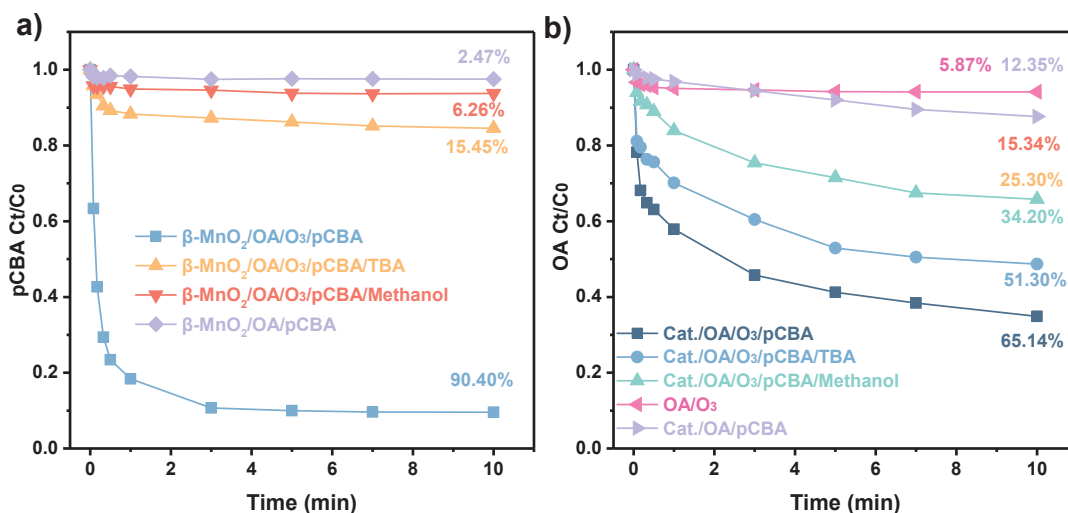 a)
2.47%
6.26%
15.45%
β-MnO₂/OA/O₃/pCBA
β-MnO₂/OA/O₃/pCBA/TBA
β-MnO₂/OA/O₃/pCBA/Methanol
β-MnO₂/OA/pCBA
90.40%
pCBA Ct/C₀
1.0
0.8
0.6
0.4
0.2
0.0
0 2 4 6 8 10
Time (min)
b)
5.87% 12.35%
15.34%
25.30%
34.20%
51.30%
65.14%
Cat./OA/O₃/pCBA
Cat./OA/O₃/pCBA/TBA
Cat./OA/O₃/pCBA/Methanol
OA/O₃
Cat./OA/pCBA
OA Ct/C₀
1.0
0.8
0.6
0.4
0.2
0.0
0 2 4 6 8 10
Time (min)